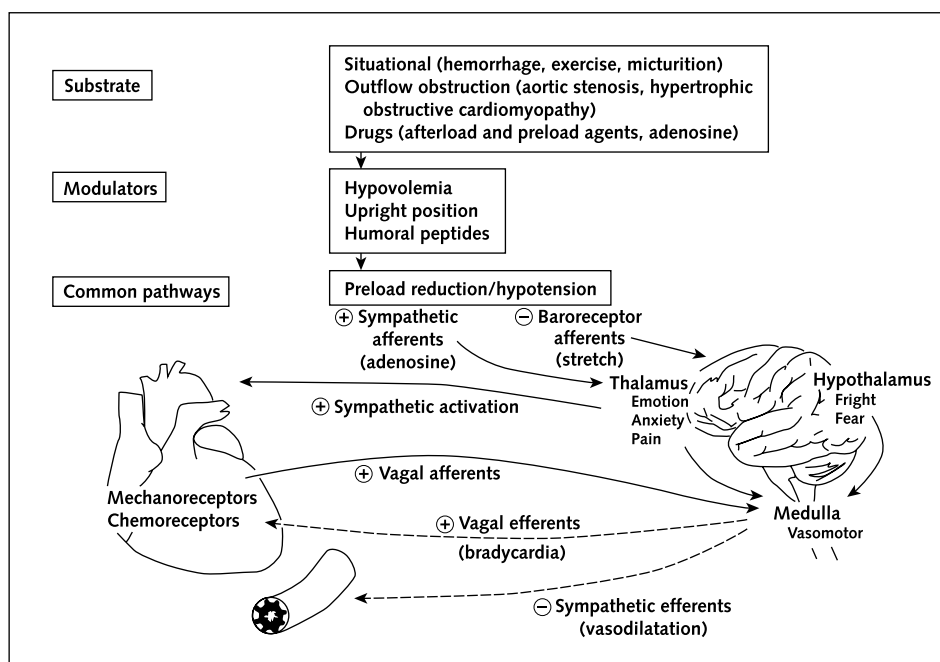 Substrate
Situational (hemorrhage, exercise, micturition)
Outflow obstruction (aortic stenosis, hypertrophic
obstructive cardiomyopathy)
Drugs (afterload and preload agents, adenosine)
Modulators
Hypovolemia
Upright position
Humoral peptides
Common pathways
Preload reduction/hypotension
+ Sympathetic
afferents
(adenosine)
− Baroreceptor
afferents
(stretch)
Thalamus
Emotion
Anxiety
Pain
Hypothalamus
Fright
Fear
+ Sympathetic activation
+ Vagal afferents
Mechanoreceptors
Chemoreceptors
Medulla
Vasomotor
+ Vagal efferents
(bradycardia)
− Sympathetic efferents
(vasodilatation)